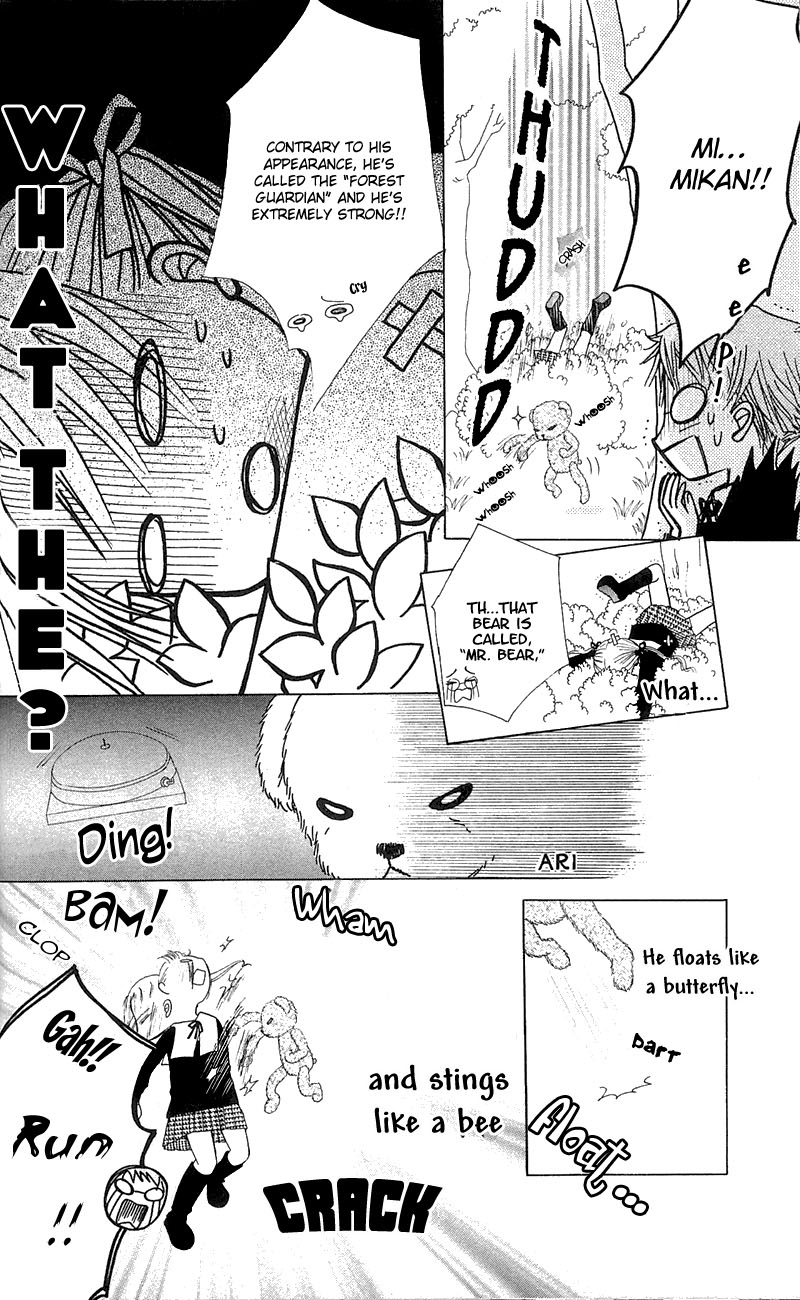 MI...
MIKAN!!
eeep!
THUDDD
CRASH
WHOOSH
WHOOSH
WHOOSH
TH...THAT
BEAR IS
CALLED,
"MR. BEAR,"
What...
CONTRARY TO HIS
APPEARANCE, HE'S
CALLED THE "FOREST
GUARDIAN" AND HE'S
EXTREMELY STRONG!!
cry
WHAT THE?
ARI
Ding!
He floats like
a butterfly...
DART
float...
and stings
like a bee
Wham
BAM!
CLOP
Gah!!
Run
!!
CRACK